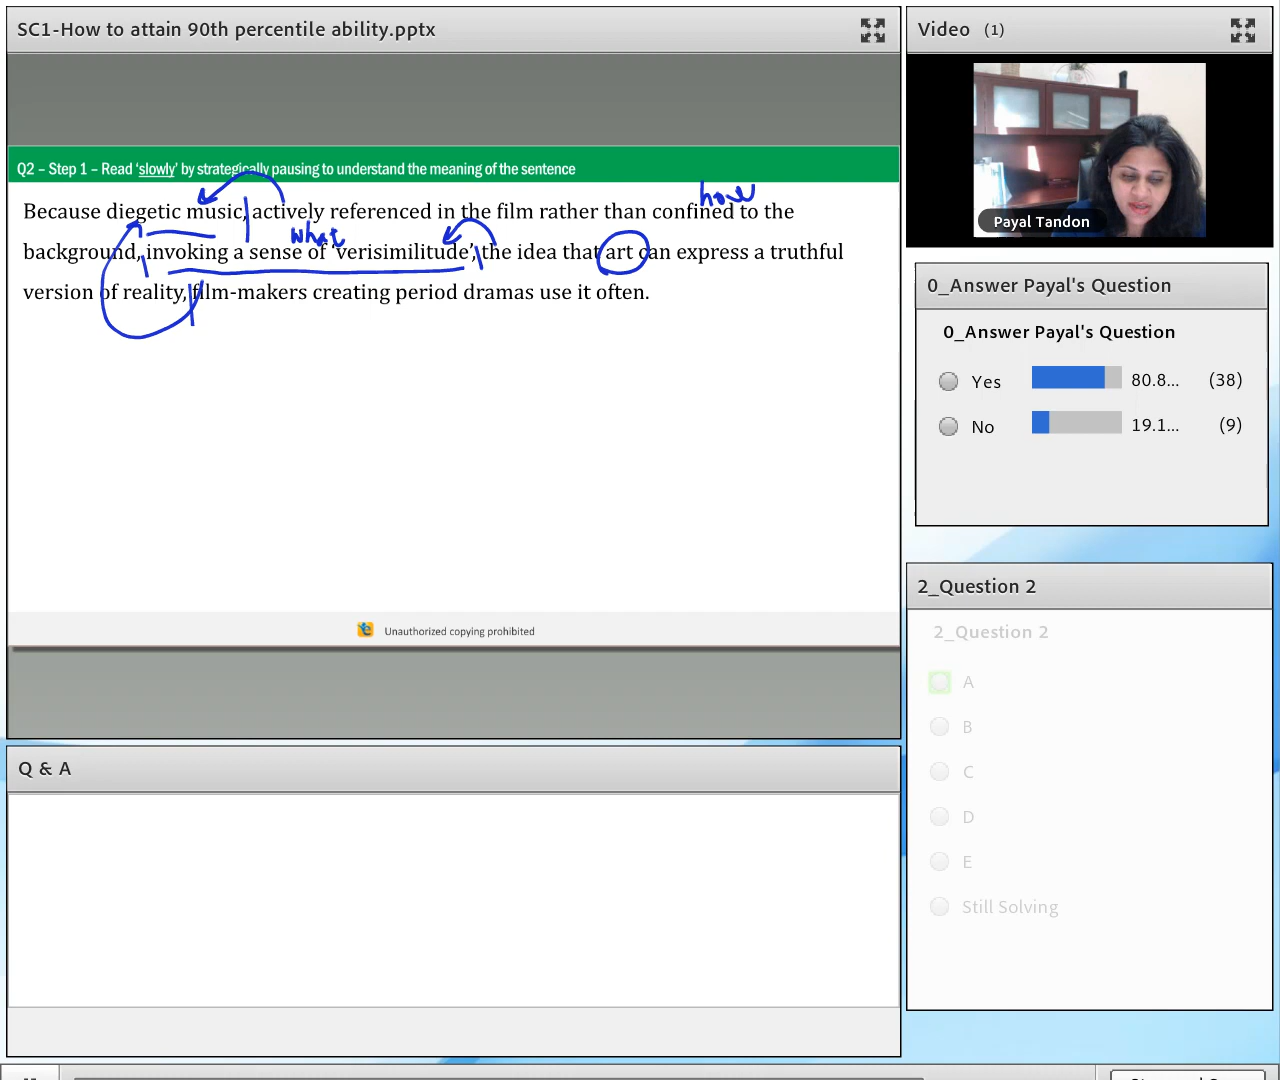 SC1-How to attain 90th percentile ability.pptx
Q2 – Step 1 – Read ‘slowly’ by strategically pausing to understand the meaning of the sentence
how
Because diegetic music, actively referenced in the film rather than confined to the
what
background, invoking a sense of ‘verisimilitude’, the idea that art can express a truthful
version of reality, film-makers creating period dramas use it often.
Unauthorized copying prohibited
Q & A
Video (1)
Payal Tandon
0_Answer Payal's Question
0_Answer Payal's Question
Yes 80.8... (38)
No 19.1... (9)
2_Question 2
2_Question 2
A
B
C
D
E
Still Solving